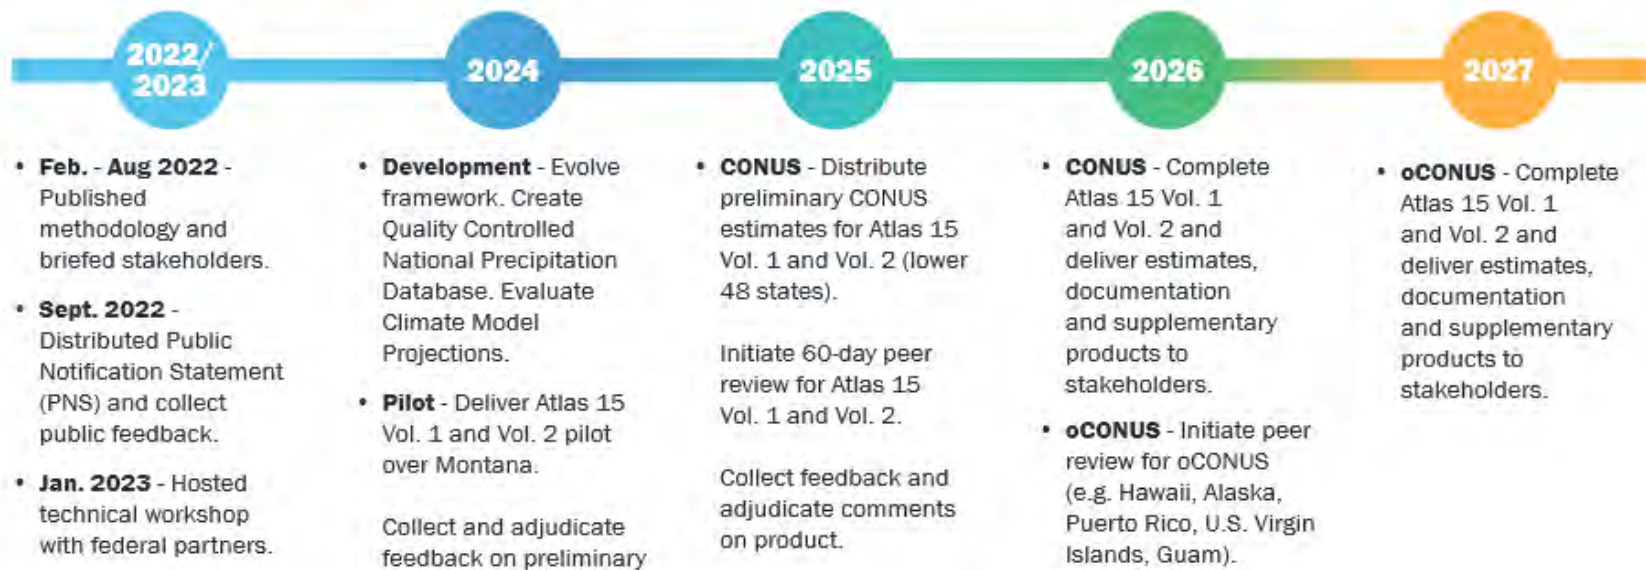 2022/
2023
2024
2025
2026
2027
• Feb. - Aug 2022 -
Published
methodology and
briefed stakeholders.
• Sept. 2022 -
Distributed Public
Notification Statement
(PNS) and collect
public feedback.
• Jan. 2023 - Hosted
technical workshop
with federal partners.
• Development - Evolve
framework. Create
Quality Controlled
National Precipitation
Database. Evaluate
Climate Model
Projections.
• Pilot - Deliver Atlas 15
Vol. 1 and Vol. 2 pilot
over Montana.
Collect and adjudicate
feedback on preliminary
• CONUS - Distribute
preliminary CONUS
estimates for Atlas 15
Vol. 1 and Vol. 2 (lower
48 states).
Initiate 60-day peer
review for Atlas 15
Vol. 1 and Vol. 2.
Collect feedback and
adjudicate comments
on product.
• CONUS - Complete
Atlas 15 Vol. 1
and Vol. 2 and
deliver estimates,
documentation
and supplementary
products to
stakeholders.
• oCONUS - Initiate peer
review for oCONUS
(e.g. Hawaii, Alaska,
Puerto Rico, U.S. Virgin
Islands, Guam).
• oCONUS - Complete
Atlas 15 Vol. 1
and Vol. 2 and
deliver estimates,
documentation
and supplementary
products to
stakeholders.